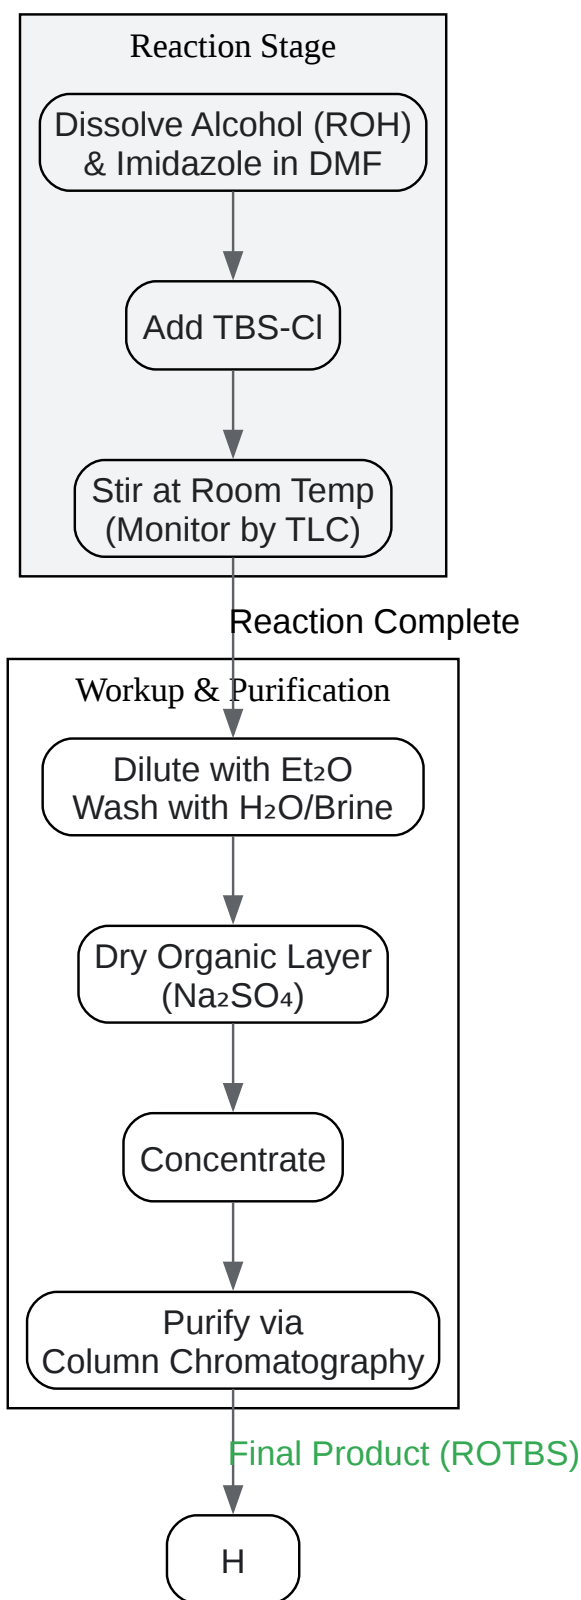 Reaction Stage
Dissolve Alcohol (ROH)
& Imidazole in DMF
Add TBS-Cl
Stir at Room Temp
(Monitor by TLC)
Reaction Complete
Workup & Purification
Dilute with Et₂O
Wash with H₂O/Brine
Dry Organic Layer
(Na₂SO₄)
Concentrate
Purify via
Column Chromatography
Final Product (ROTBS)
H